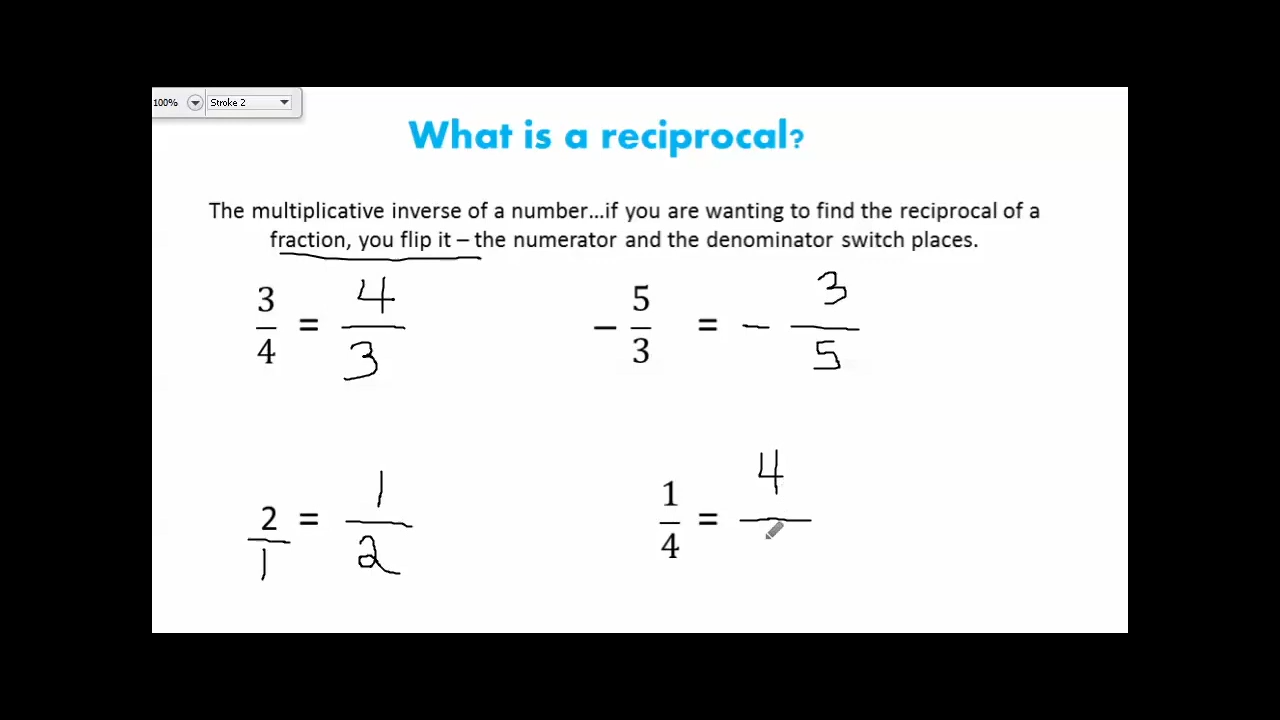 100% Stroke 2
What is a reciprocal?
The multiplicative inverse of a number...if you are wanting to find the reciprocal of a
fraction, you flip it – the numerator and the denominator switch places.
3/4 = 4/3
− 5/3 = − 3/5
2/1 = 1/2
1/4 = 4/